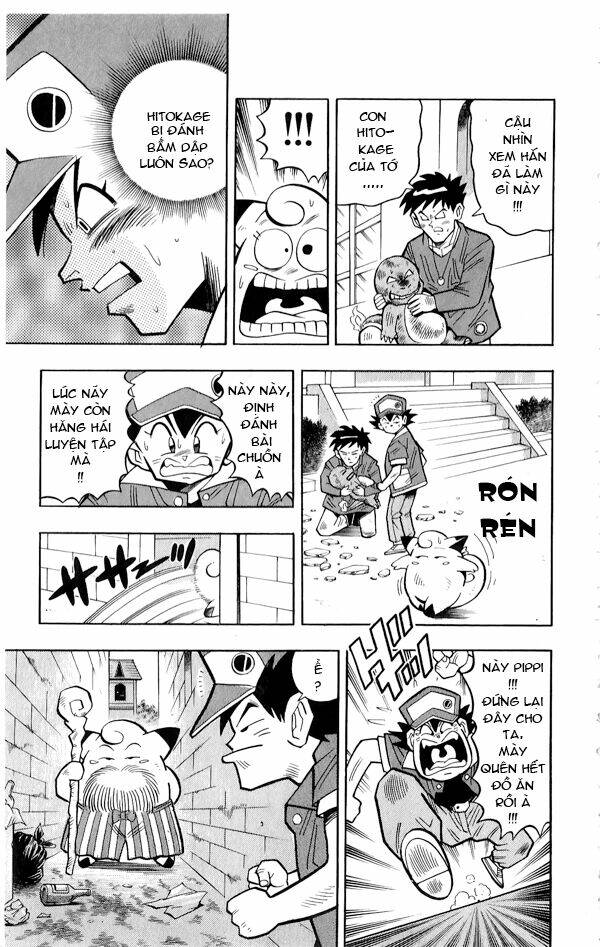 CẬU
NHÌN
XEM HẮN
ĐÃ LÀM
GÌ NÀY
!!!
CON
HITO-
KAGE
CỦA TỚ
.....
!!!
HITOKAGE
BỊ ĐÁNH
BẦM DẬP
LUÔN SAO?
RÓN
RÉN
NÀY NÀY,
ĐỊNH
ĐÁNH
BÀI
CHUỒN
À
LÚC NÃY
MÀY CÒN
HĂNG HÁI
LUYỆN TẬP
MÀ
!!
NÀY PIPPI
!!!
ĐỨNG LẠI
ĐÂY CHO
TA,
MÀY
QUÊN HẾT
ĐỒ ĂN
RỒI À
!!!
Ề
?